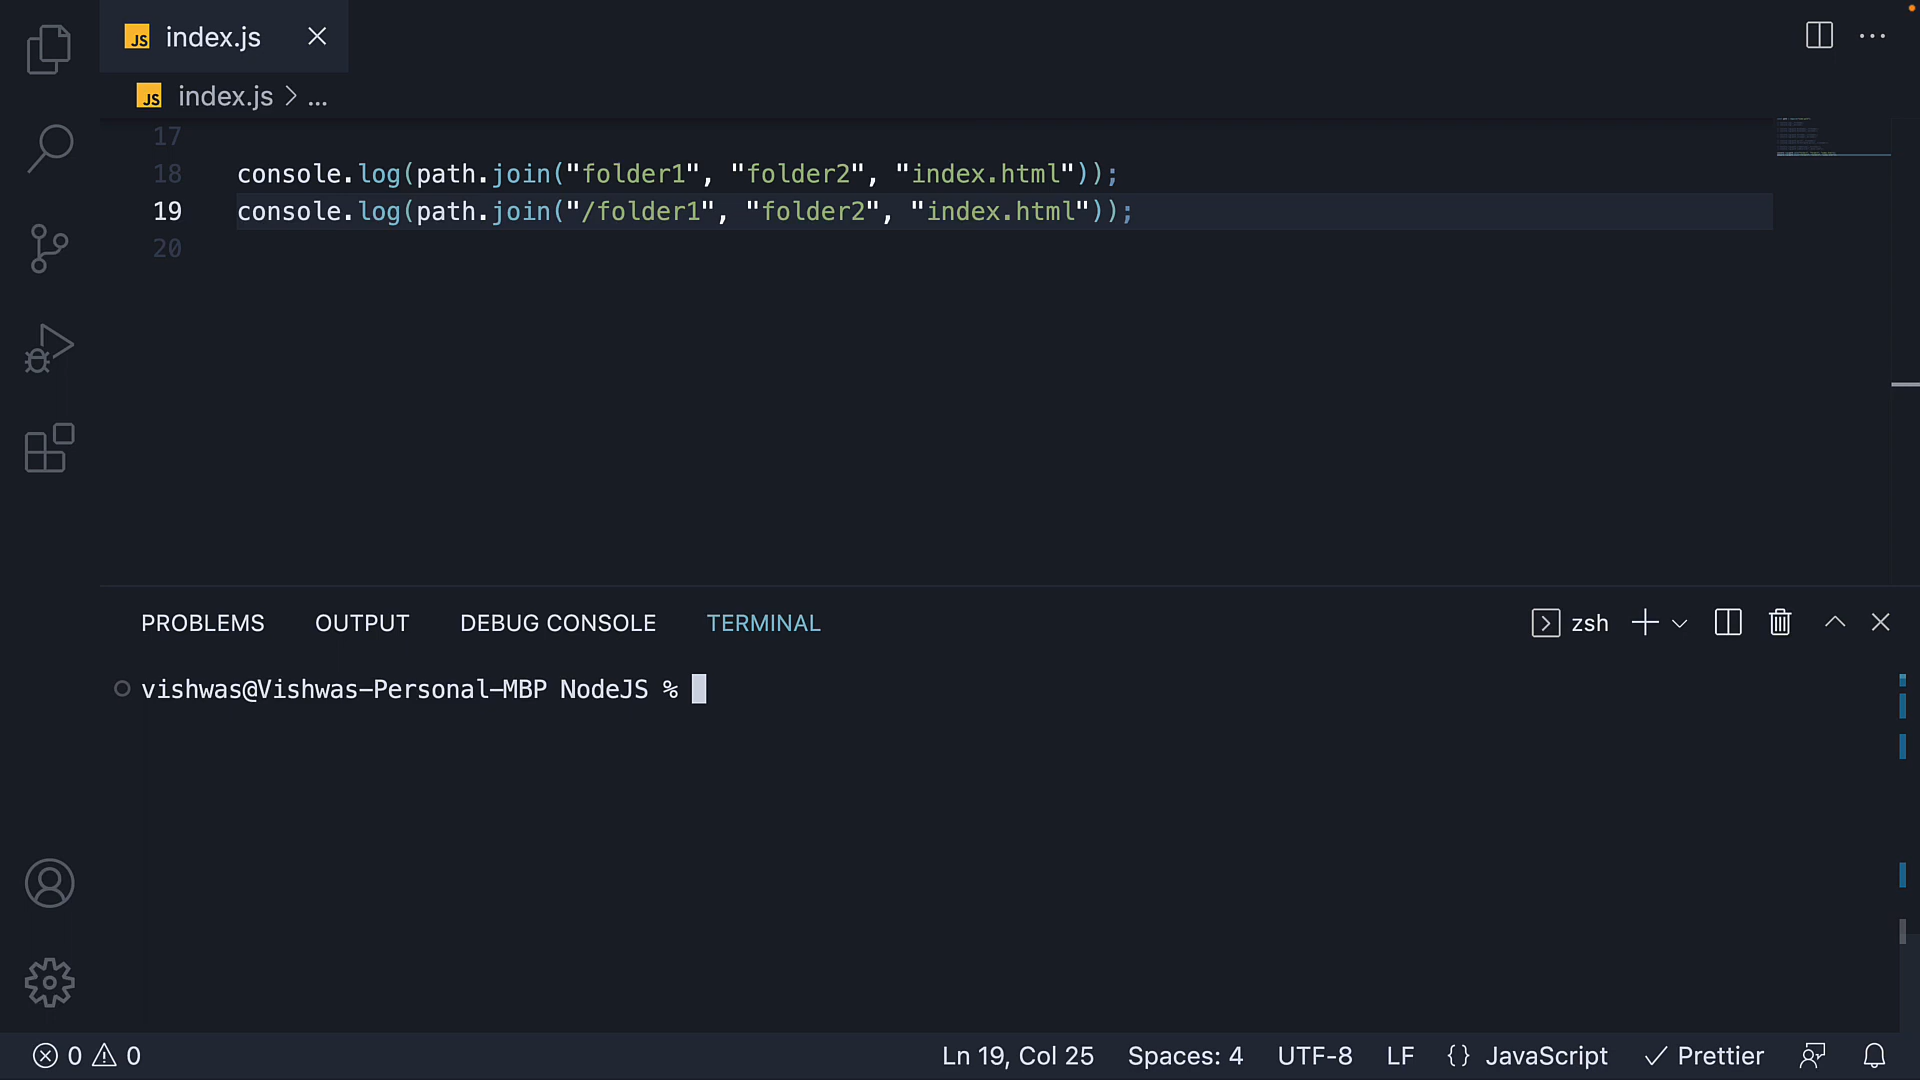 JS index.js
JS index.js > ...
17
18 console.log(path.join("folder1", "folder2", "index.html"));
19 console.log(path.join("/folder1", "folder2", "index.html"));
20
PROBLEMS OUTPUT DEBUG CONSOLE TERMINAL zsh
vishwas@Vishwas-Personal-MBP NodeJS %
0 0 Ln 19, Col 25 Spaces: 4 UTF-8 LF {} JavaScript Prettier